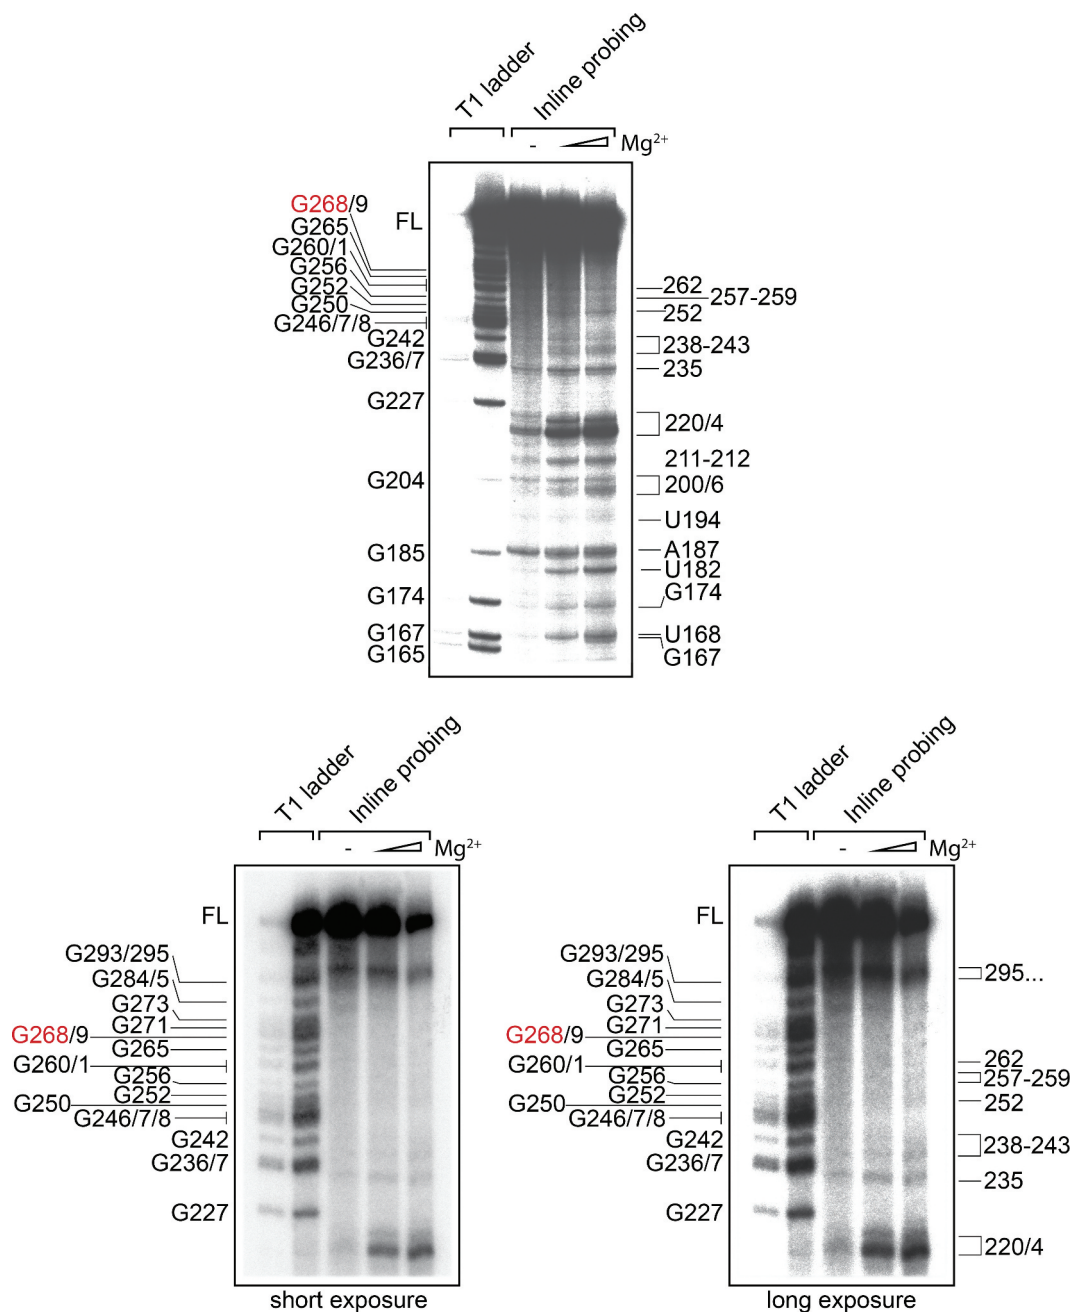 T1 ladder
Inline probing
- Mg²⁺
FL
G268/9
G265
G260/1
G256
G252
G250
G246/7/8
G242
G236/7
G227
G204
G185
G174
G167
G165
262
257-259
252
238-243
235
220/4
211-212
200/6
U194
A187
U182
G174
U168
G167
T1 ladder
Inline probing
- Mg²⁺
FL
G293/295
G284/5
G273
G271
G268/9
G265
G260/1
G256
G252
G250
G246/7/8
G242
G236/7
G227
short exposure
T1 ladder
Inline probing
- Mg²⁺
FL
G293/295
G284/5
G273
G271
G268/9
G265
G260/1
G256
G252
G250
G246/7/8
G242
G236/7
G227
295...
262
257-259
252
238-243
235
220/4
long exposure